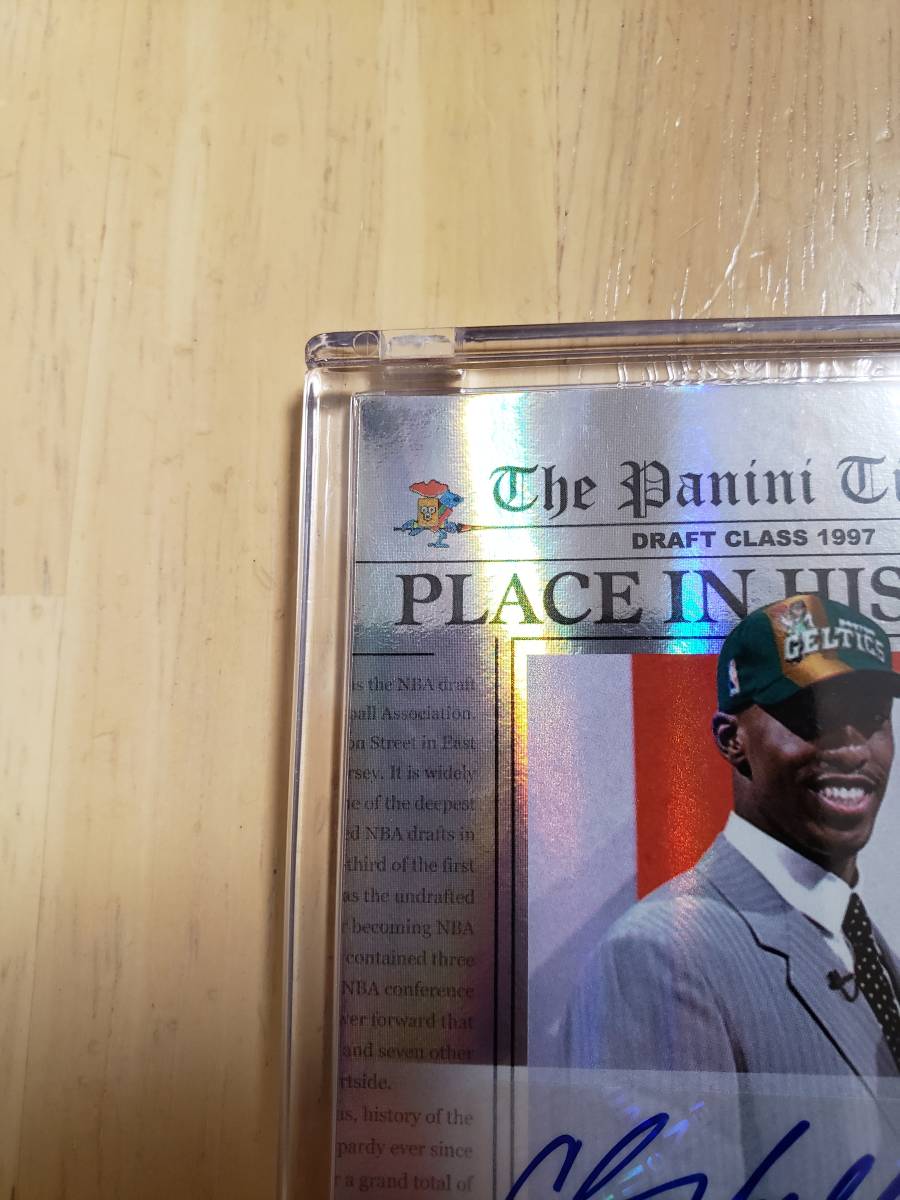 The Panini T
DRAFT CLASS 1997
PLACE IN HIS
CELTICS
is the NBA draft
ball Association.
on Street in East
rsey. It is widely
e of the deepest
ed NBA drafts in
-third of the first
as the undrafted
r becoming NBA
contained three
NBA conference
wer forward that
and seven other
rtside.
as, history of the
pardy ever since
r a grand total of